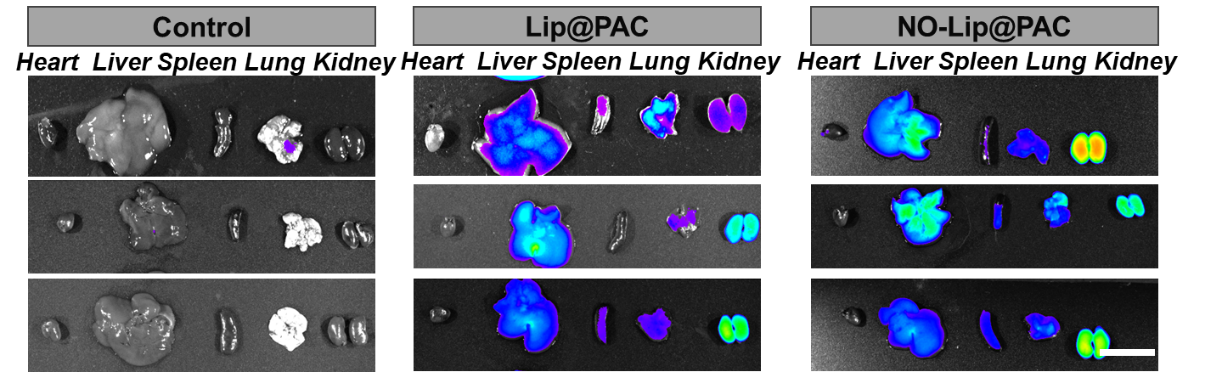 Control
Lip@PAC
NO-Lip@PAC
Heart Liver Spleen Lung Kidney
Heart Liver Spleen Lung Kidney
Heart Liver Spleen Lung Kidney